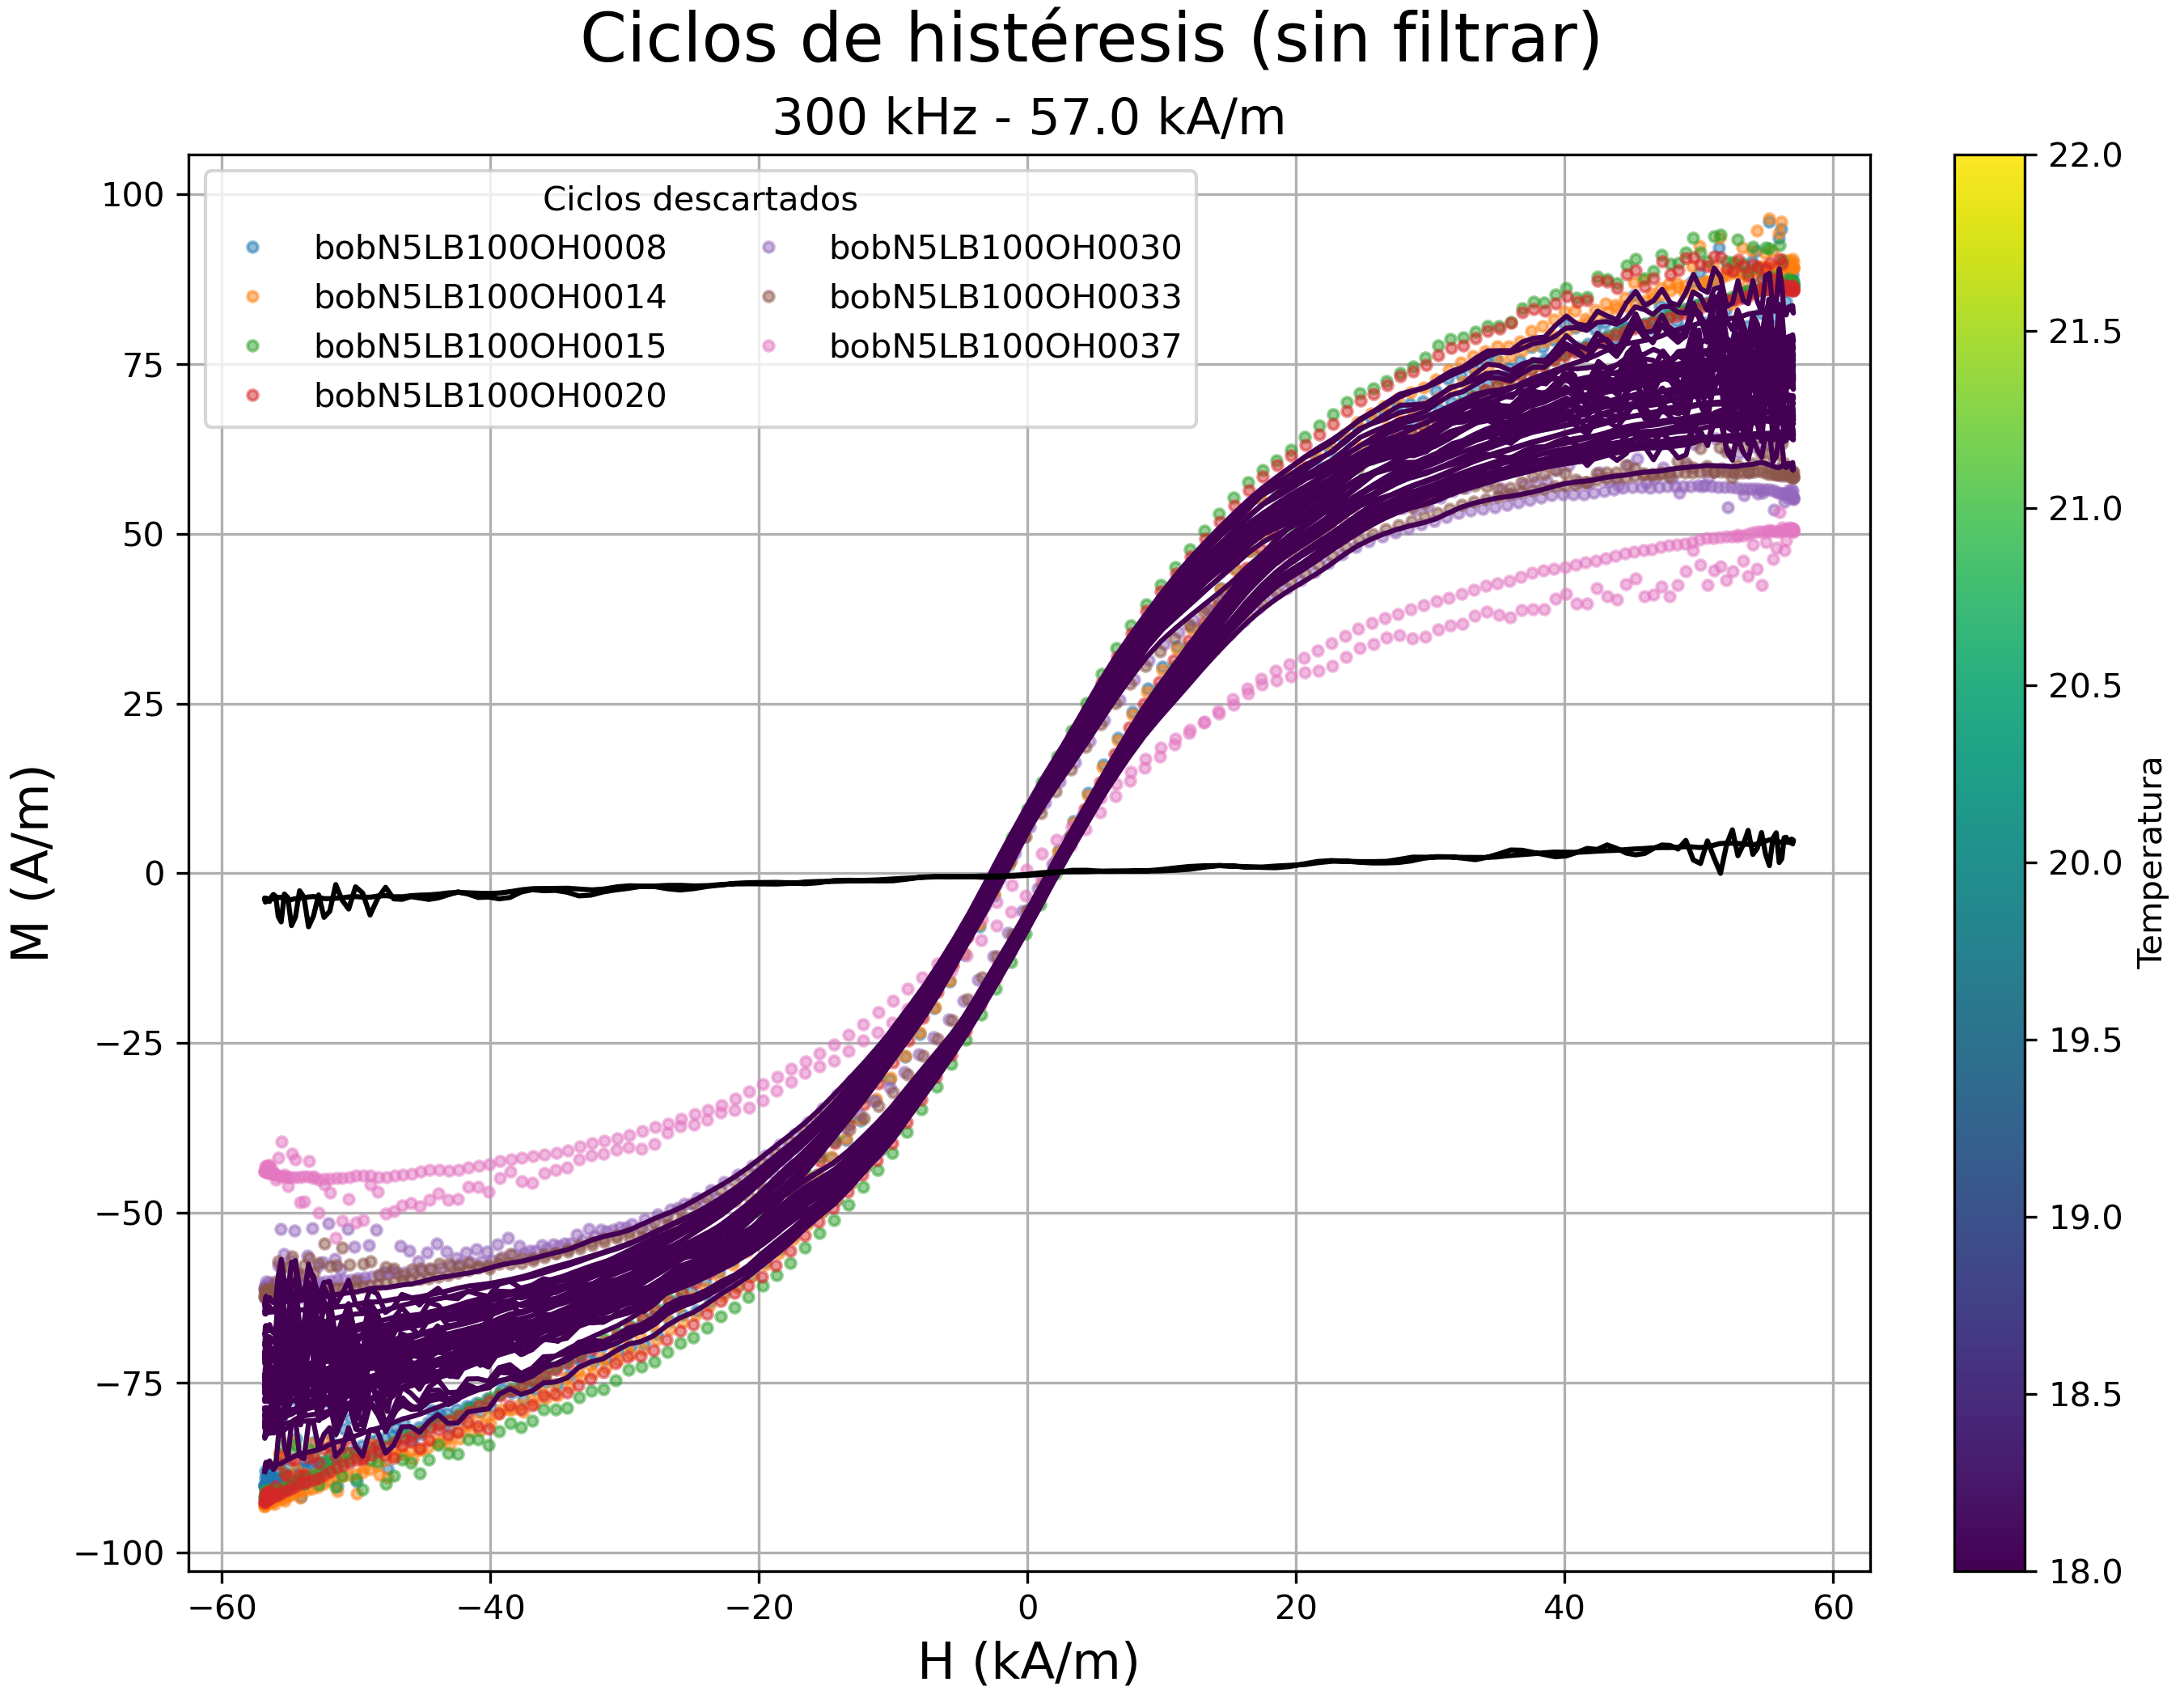 Ciclos de histéresis (sin filtrar)
300 kHz - 57.0 kA/m
Ciclos descartados
bobN5LB100OH0008
bobN5LB100OH0014
bobN5LB100OH0015
bobN5LB100OH0020
bobN5LB100OH0030
bobN5LB100OH0033
bobN5LB100OH0037
M (A/m)
100
75
50
25
0
−25
−50
−75
−100
−60
−40
−20
0
20
40
60
H (kA/m)
22.0
21.5
21.0
20.5
20.0
19.5
19.0
18.5
18.0
Temperatura